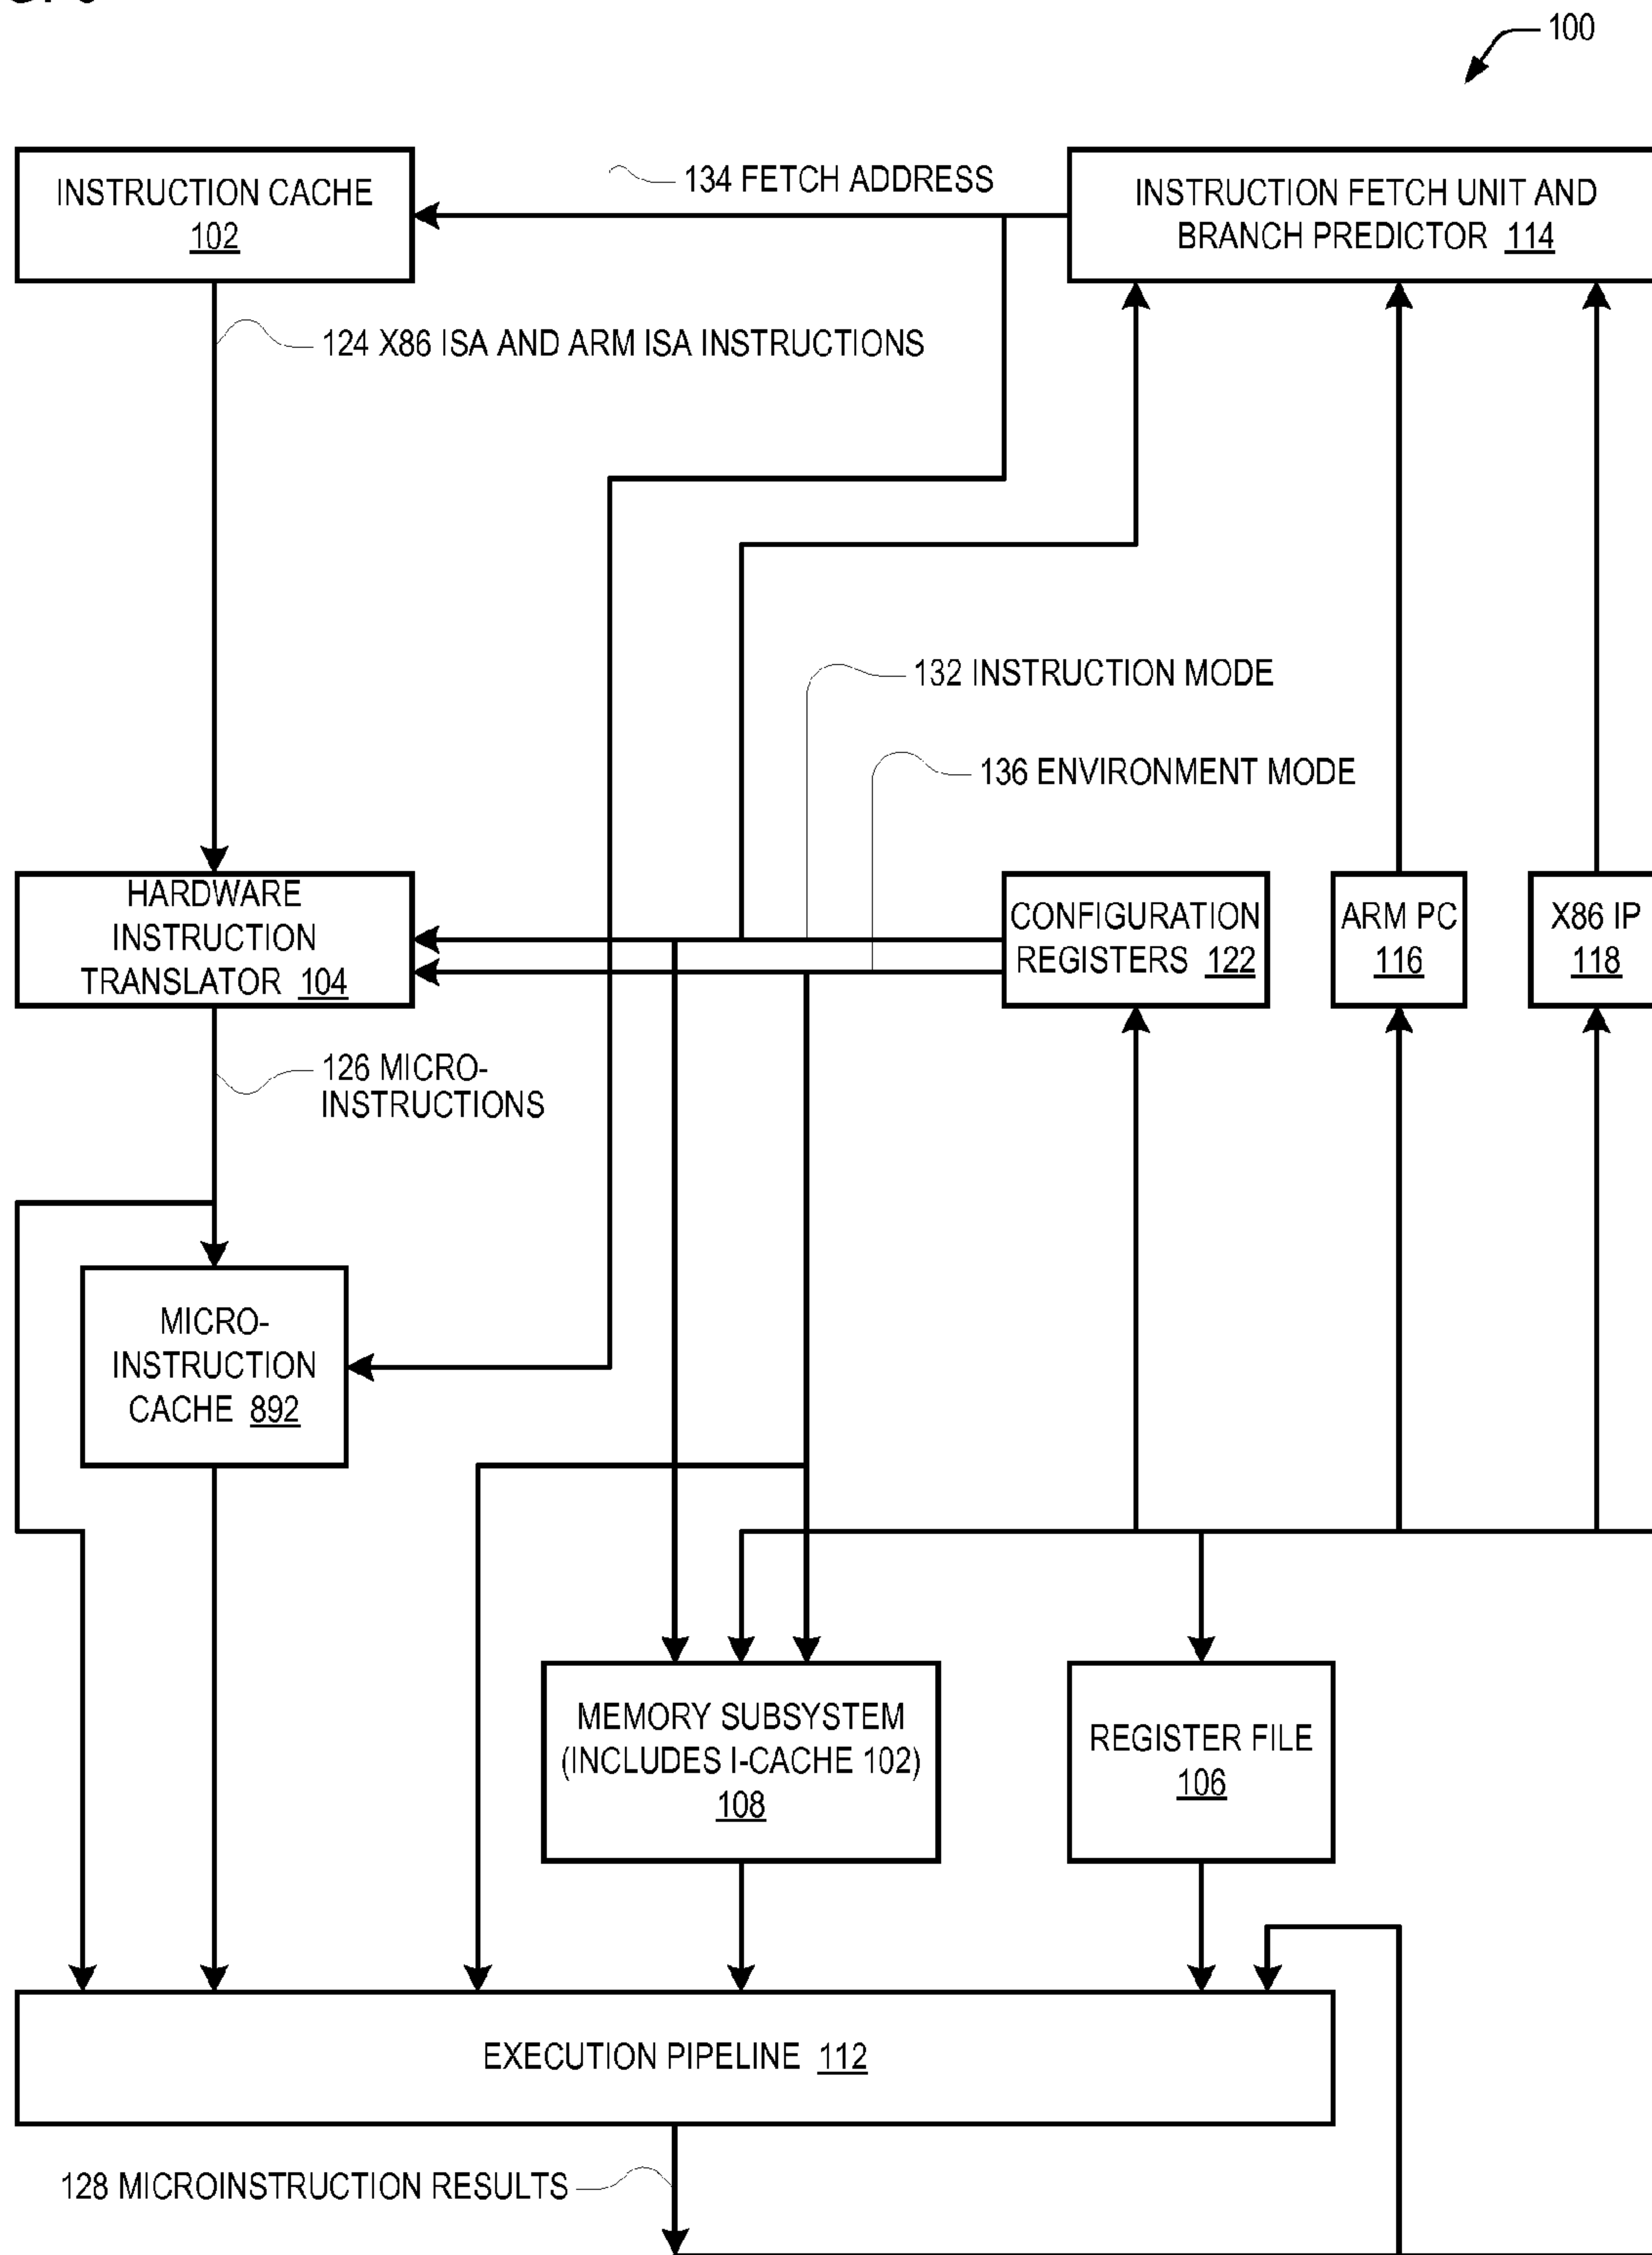 100
INSTRUCTION CACHE
102
134 FETCH ADDRESS
INSTRUCTION FETCH UNIT AND
BRANCH PREDICTOR 114
124 X86 ISA AND ARM ISA INSTRUCTIONS
132 INSTRUCTION MODE
136 ENVIRONMENT MODE
HARDWARE
INSTRUCTION
TRANSLATOR 104
CONFIGURATION
REGISTERS 122
ARM PC
116
X86 IP
118
126 MICRO-
INSTRUCTIONS
MICRO-
INSTRUCTION
CACHE 892
MEMORY SUBSYSTEM
(INCLUDES I-CACHE 102)
108
REGISTER FILE
106
EXECUTION PIPELINE 112
128 MICROINSTRUCTION RESULTS